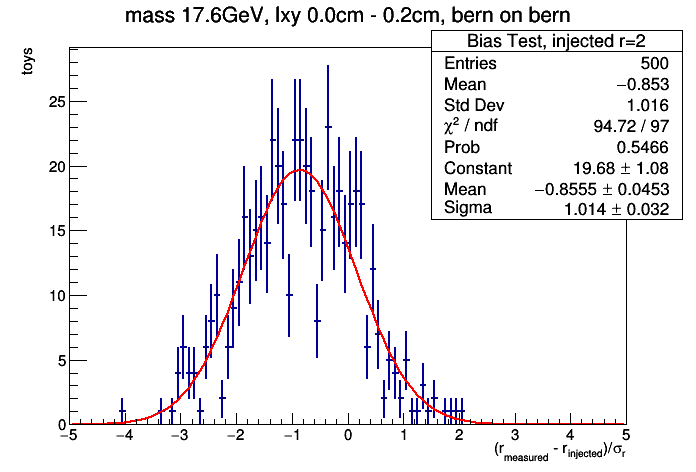 mass 17.6GeV, lxy 0.0cm - 0.2cm, bern on bern
toys
Bias Test, injected r=2
Entries 500
Mean −0.853
Std Dev 1.016
χ² / ndf 94.72 / 97
Prob 0.5466
Constant 19.68 ± 1.08
Mean −0.8555 ± 0.0453
Sigma 1.014 ± 0.032
25
20
15
10
5
0
−5 −4 −3 −2 −1 0 1 2 3 4 5
(r_measured - r_injected)/σ_r